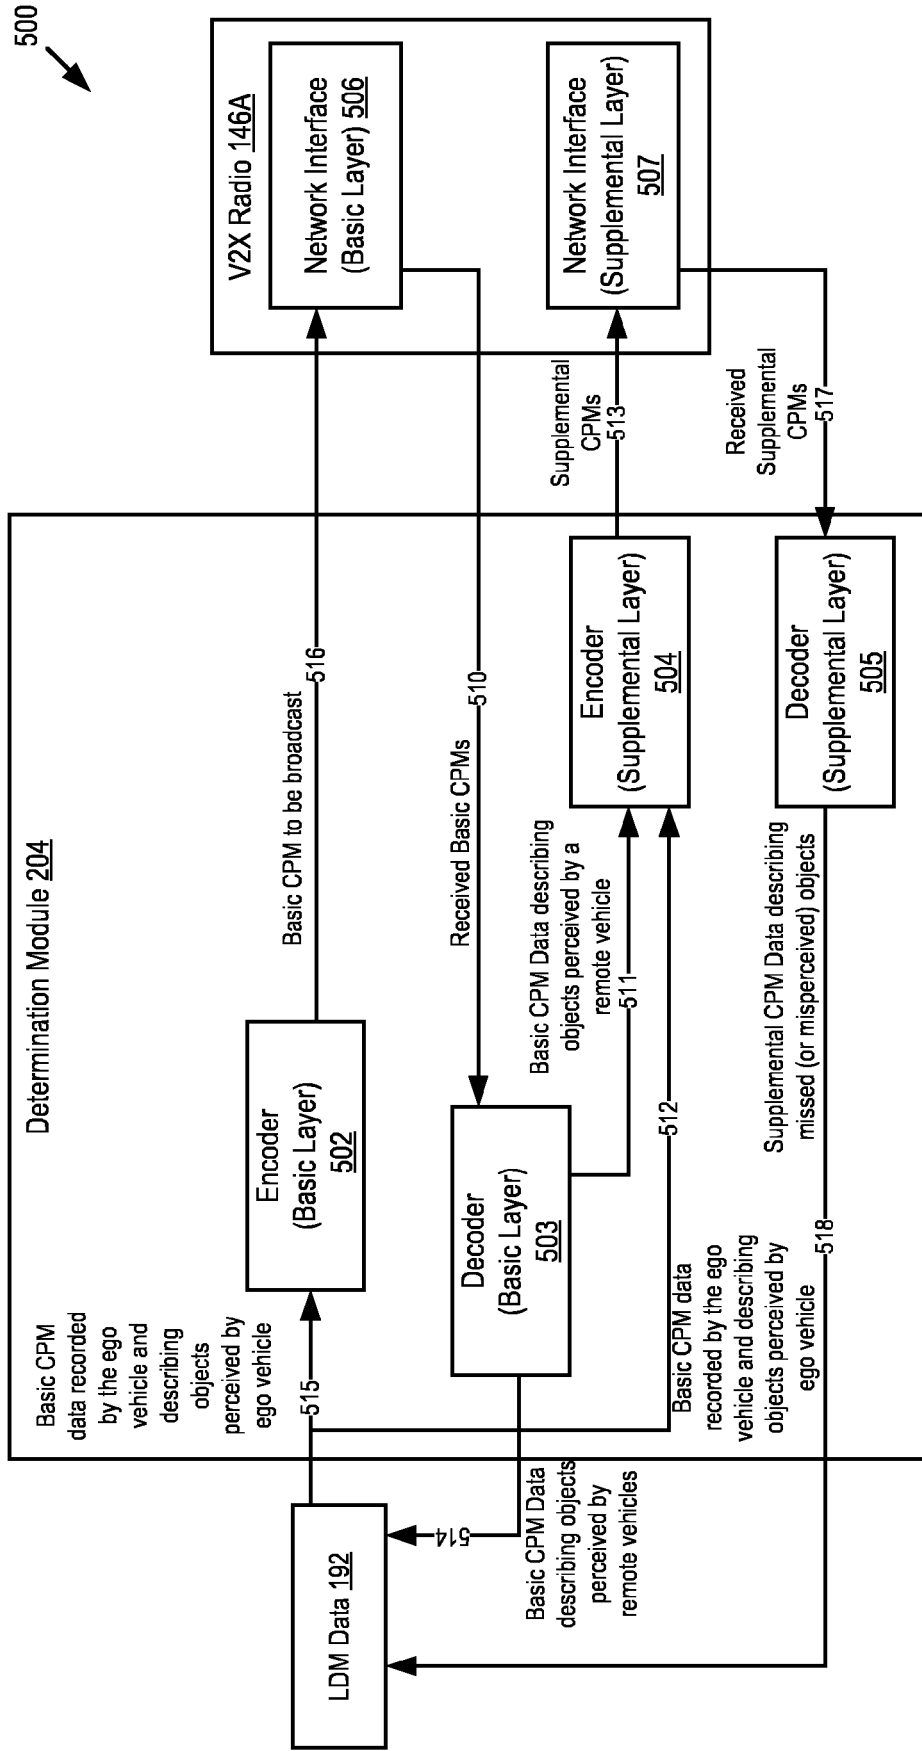 500
V2X Radio 146A
Network Interface
(Basic Layer) 506
Network Interface
(Supplemental Layer)
507
Determination Module 204
Basic CPM to be broadcast
516
Received Basic CPMs
510
Supplemental
CPMs
513
Received
Supplemental
CPMs
517
Encoder
(Basic Layer)
502
Decoder
(Basic Layer)
503
Encoder
(Supplemental Layer)
504
Decoder
(Supplemental Layer)
505
Basic CPM Data describing
objects perceived by a
remote vehicle
511
512
Supplemental CPM Data describing
missed (or misperceived) objects
518
Basic CPM
data recorded
by the ego
vehicle and
describing
objects
perceived by
ego vehicle
515
Basic CPM data
recorded by the ego
vehicle and describing
objects perceived by
ego vehicle
LDM Data 192
514
Basic CPM Data
describing objects
perceived by
remote vehicles